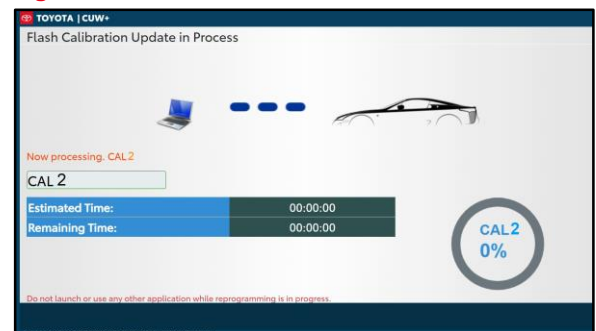 TOYOTA | CUW+
Flash Calibration Update in Process
Now processing. CAL2
CAL 2
Estimated Time: 00:00:00
Remaining Time: 00:00:00
CAL2
0%
Do not launch or use any other application while reprogramming is in progress.